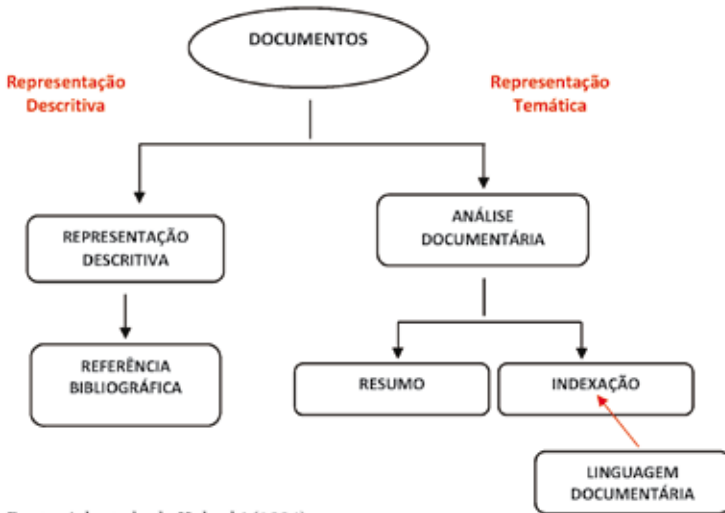 DOCUMENTOS
Representação
Descritiva
Representação
Temática
REPRESENTAÇÃO
DESCRITIVA
ANÁLISE
DOCUMENTÁRIA
REFERÊNCIA
BIBLIOGRÁFICA
RESUMO
INDEXAÇÃO
LINGUAGEM
DOCUMENTÁRIA